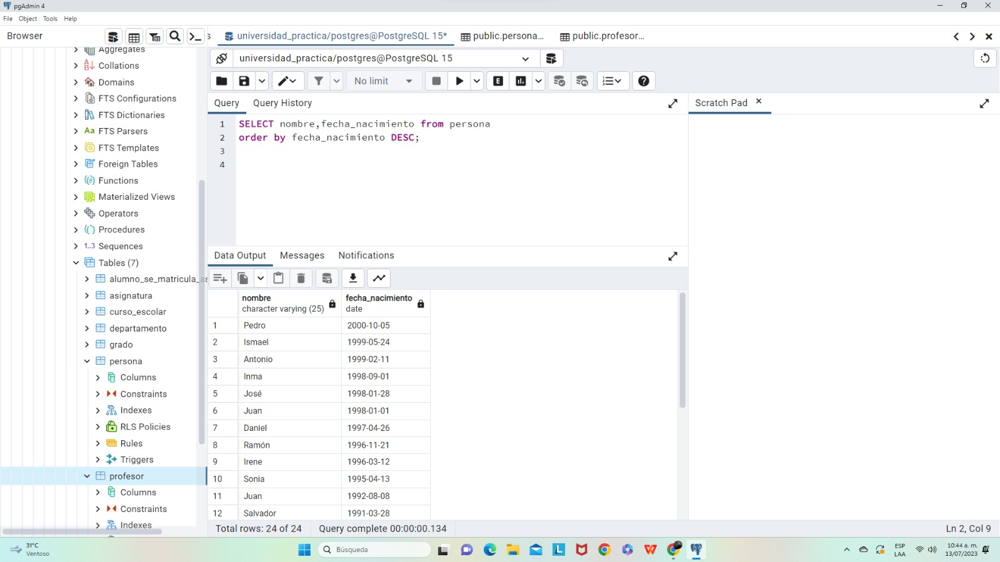 pgAdmin 4
File Object Tools Help
Browser
universidad_practica/postgres@PostgreSQL 15*
public.persona...
public.profesor...
universidad_practica/postgres@PostgreSQL 15
No limit
Query
Query History
Scratch Pad
1 SELECT nombre,fecha_nacimiento from persona
2 order by fecha_nacimiento DESC;
3
4
Aggregates
Collations
Domains
FTS Configurations
FTS Dictionaries
Aa FTS Parsers
FTS Templates
Foreign Tables
Functions
Materialized Views
Operators
Procedures
1..3 Sequences
Tables (7)
alumno_se_matricula_as
asignatura
curso_escolar
departamento
grado
persona
Columns
Constraints
Indexes
RLS Policies
Rules
Triggers
profesor
Columns
Constraints
Indexes
Data Output
Messages
Notifications
nombre
character varying (25)
fecha_nacimiento
date
1 Pedro 2000-10-05
2 Ismael 1999-05-24
3 Antonio 1999-02-11
4 Inma 1998-09-01
5 José 1998-01-28
6 Juan 1998-01-01
7 Daniel 1997-04-26
8 Ramón 1996-11-21
9 Irene 1996-03-12
10 Sonia 1995-04-13
11 Juan 1992-08-08
12 Salvador 1991-03-28
Total rows: 24 of 24
Query complete 00:00:00.134
Ln 2, Col 9
31°C
Ventoso
Búsqueda
ESP
LAA
10:44 a. m.
13/07/2023